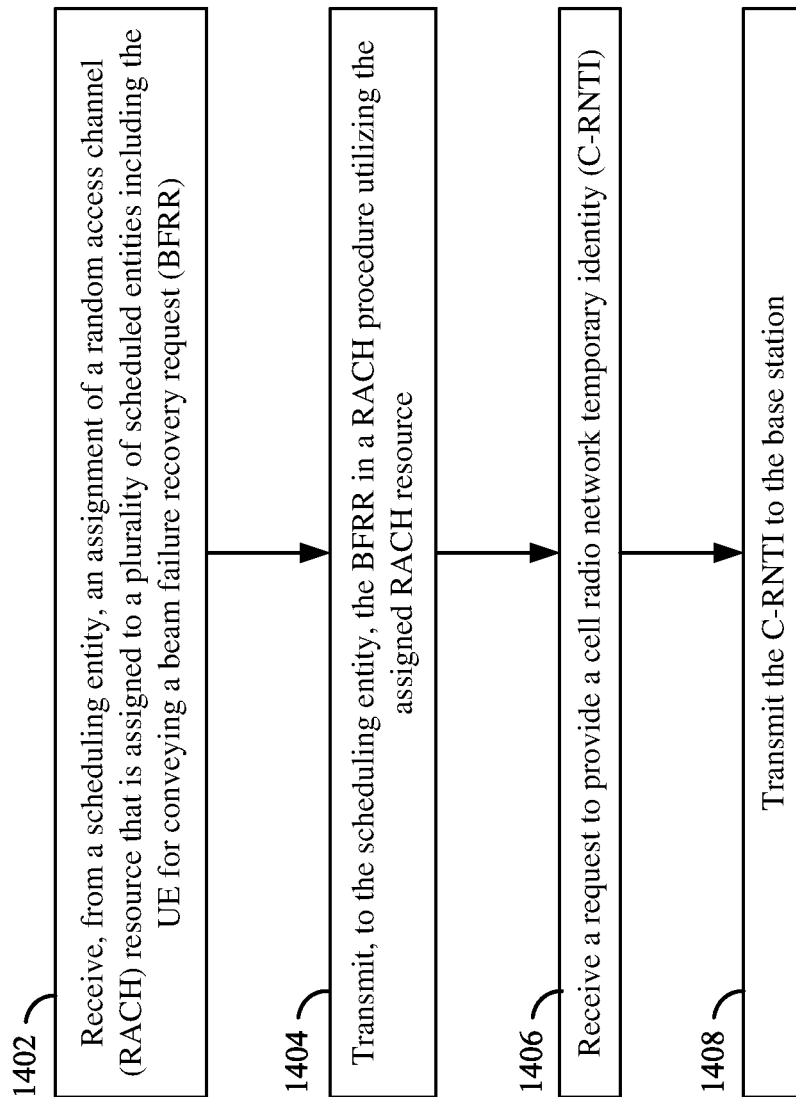 1402
Receive, from a scheduling entity, an assignment of a random access channel
(RACH) resource that is assigned to a plurality of scheduled entities including the
UE for conveying a beam failure recovery request (BFRR)
1404
Transmit, to the scheduling entity, the BFRR in a RACH procedure utilizing the
assigned RACH resource
1406
Receive a request to provide a cell radio network temporary identity (C-RNTI)
1408
Transmit the C-RNTI to the base station